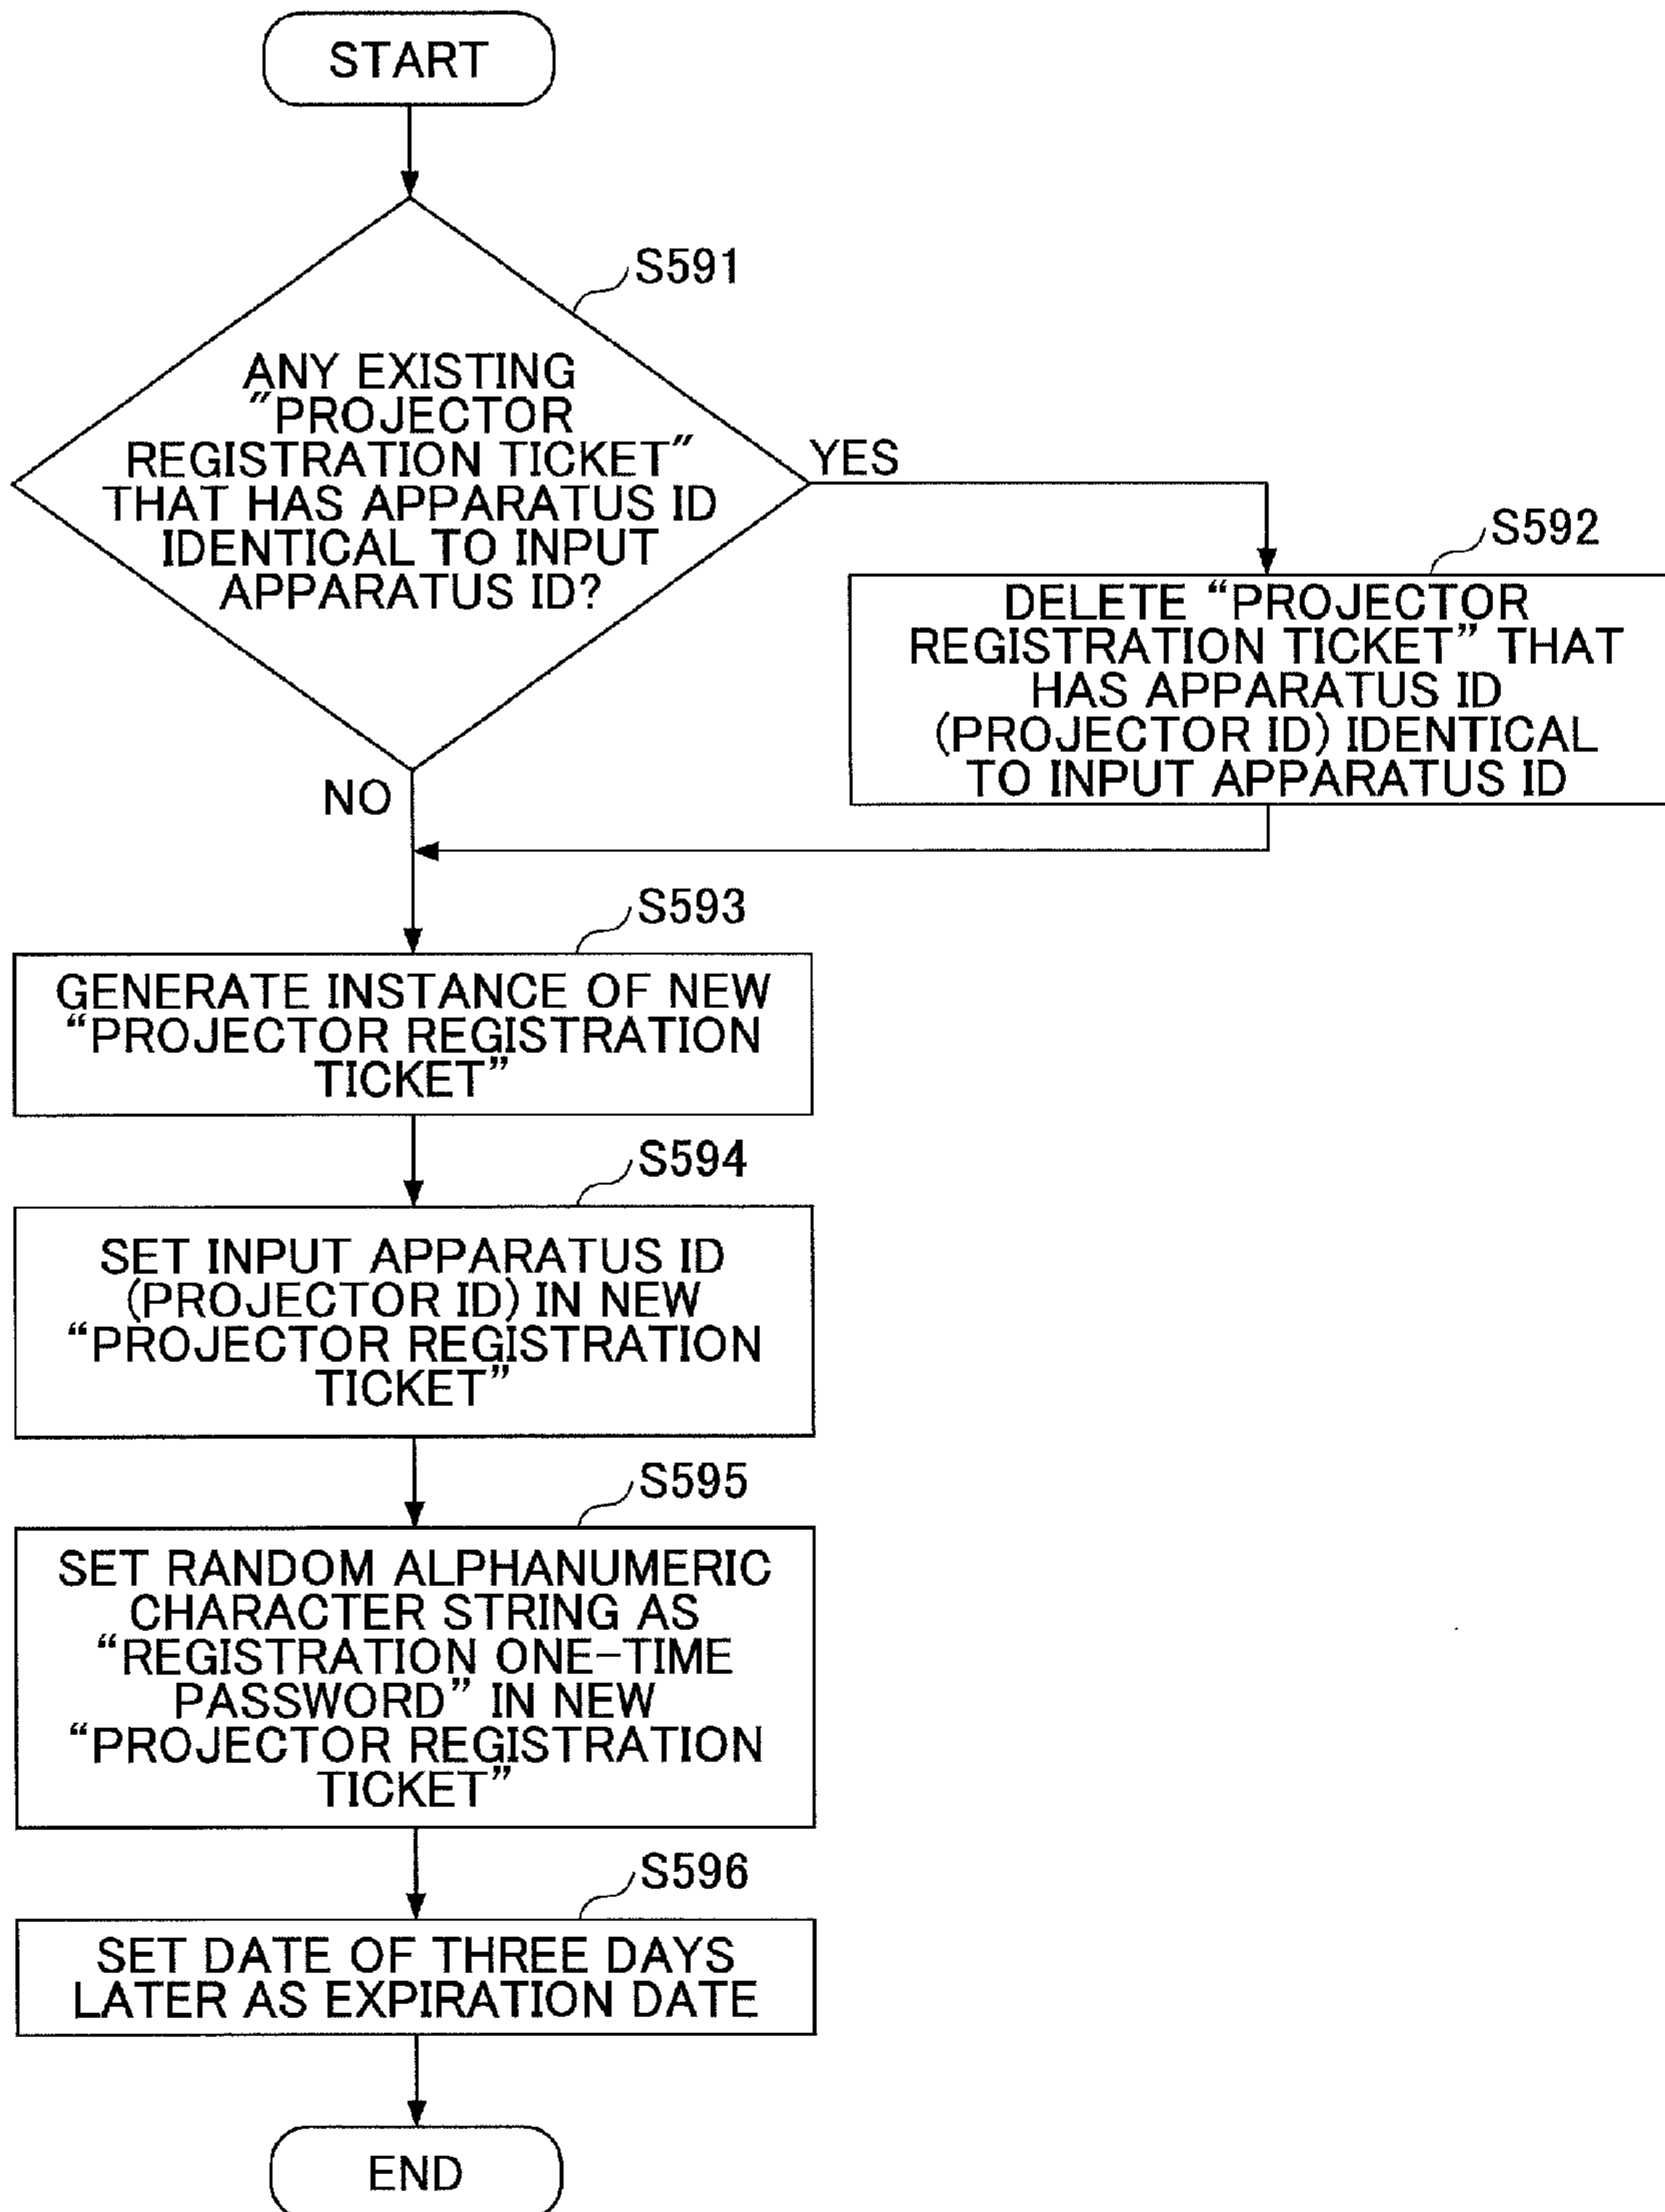 START
S591
ANY EXISTING
"PROJECTOR
REGISTRATION TICKET"
THAT HAS APPARATUS ID
IDENTICAL TO INPUT
APPARATUS ID?
YES
S592
DELETE “PROJECTOR
REGISTRATION TICKET” THAT
HAS APPARATUS ID
(PROJECTOR ID) IDENTICAL
TO INPUT APPARATUS ID
NO
S593
GENERATE INSTANCE OF NEW
“PROJECTOR REGISTRATION
TICKET”
S594
SET INPUT APPARATUS ID
(PROJECTOR ID) IN NEW
“PROJECTOR REGISTRATION
TICKET”
S595
SET RANDOM ALPHANUMERIC
CHARACTER STRING AS
“REGISTRATION ONE-TIME
PASSWORD” IN NEW
“PROJECTOR REGISTRATION
TICKET”
S596
SET DATE OF THREE DAYS
LATER AS EXPIRATION DATE
END